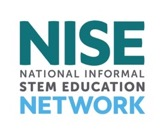 NISE
NATIONAL INFORMAL
STEM EDUCATION
NETWORK